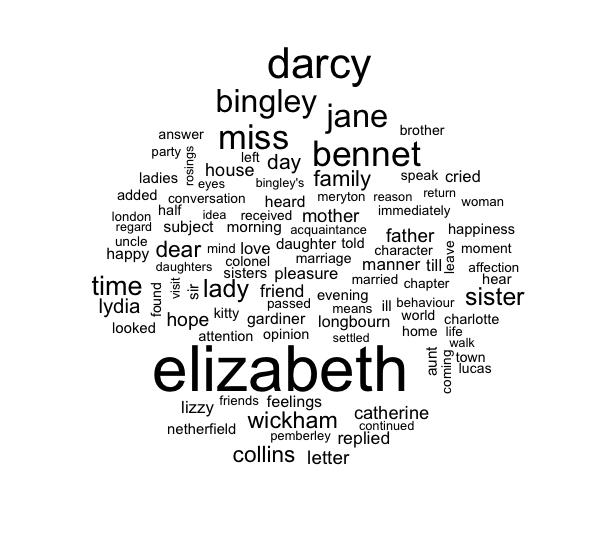 darcy
bingley jane
answer miss brother
party rosings left day bennet
ladies eyes house bingley's family speak cried
added conversation heard meryton reason return woman
london half idea received mother immediately
regard subject morning acquaintance father happiness
uncle happy dear mind love daughter told character leave moment
daughters colonel marriage manner till affection
sisters pleasure married chapter hear
time found visit sir lady friend evening sister
lydia passed means ill behaviour
looked hope kitty gardiner longbourn world charlotte
attention opinion settled home life
walk
elizabeth aunt coming town
lucas
lizzy friends feelings
netherfield wickham catherine
continued
pemberley replied
collins letter